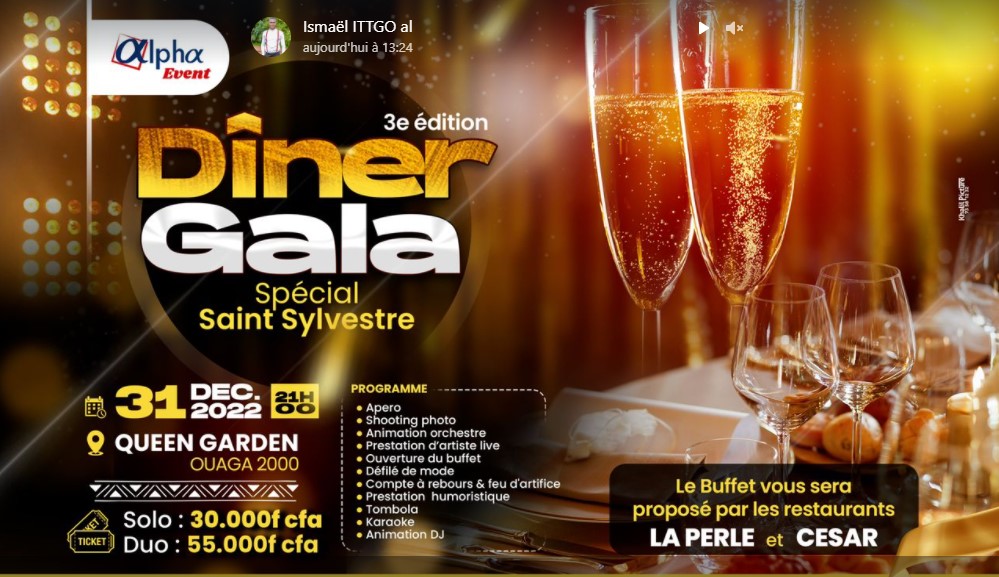 Ismaël ITTGO al
aujourd'hui à 13:24
alpha
Event
3e édition
Dîner
Gala
Spécial
Saint Sylvestre
31 DEC. 2022 21H00
QUEEN GARDEN
OUAGA 2000
TICKET
Solo : 30.000f cfa
Duo : 55.000f cfa
PROGRAMME
Apero
Shooting photo
Animation orchestre
Prestation d'artiste live
Ouverture du buffet
Défilé de mode
Compte à rebours & feu d'artifice
Prestation humoristique
Tombola
Karaoke
Animation DJ
Le Buffet vous sera
proposé par les restaurants
LA PERLE et CESAR
Khalil Picture